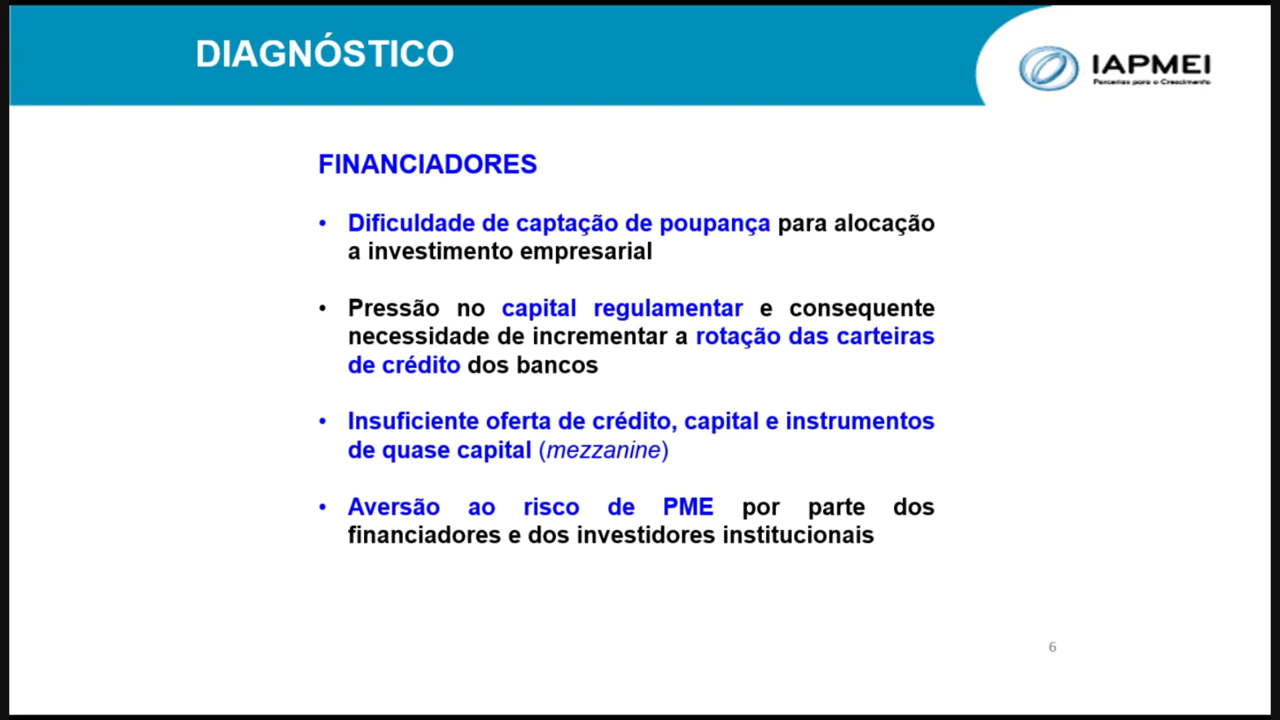 DIAGNÓSTICO
IAPMEI
Parcerias para o Crescimento
FINANCIADORES
• Dificuldade de captação de poupança para alocação
a investimento empresarial
• Pressão no capital regulamentar e consequente
necessidade de incrementar a rotação das carteiras
de crédito dos bancos
• Insuficiente oferta de crédito, capital e instrumentos
de quase capital (mezzanine)
• Aversão ao risco de PME por parte dos
financiadores e dos investidores institucionais
6